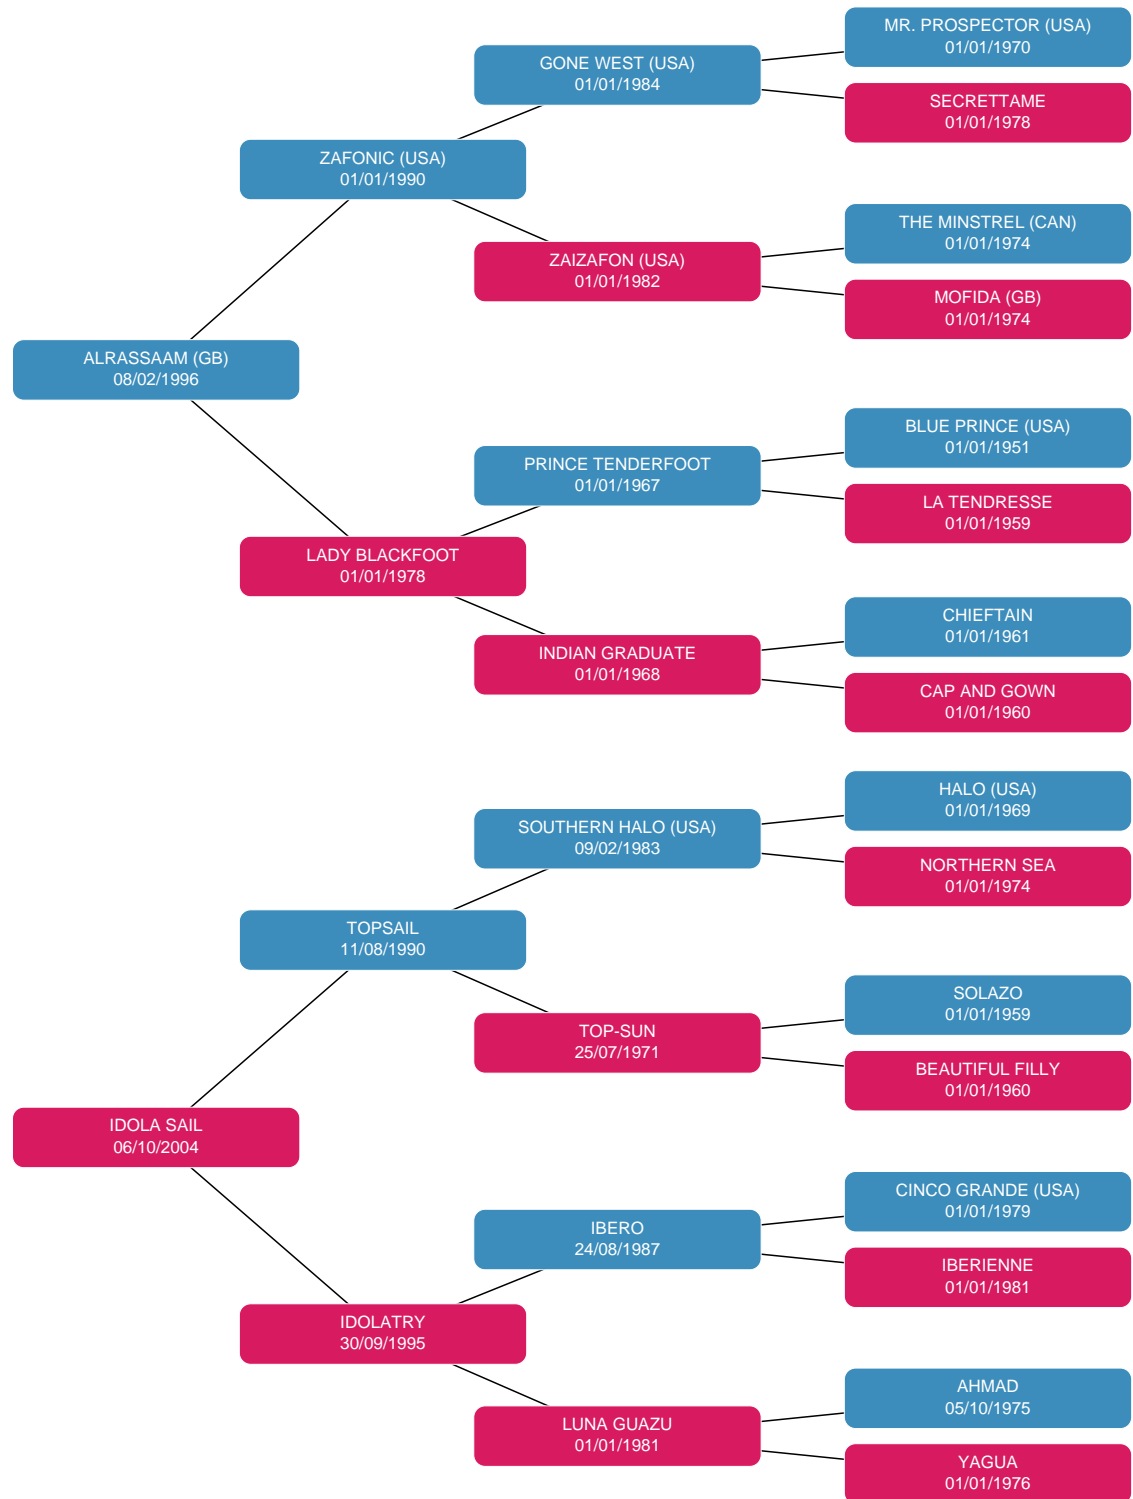 MR. PROSPECTOR (USA)
01/01/1970
GONE WEST (USA)
01/01/1984
SECRETTAME
01/01/1978
ZAFONIC (USA)
01/01/1990
THE MINSTREL (CAN)
01/01/1974
ZAIZAFON (USA)
01/01/1982
MOFIDA (GB)
01/01/1974
ALRASSAAM (GB)
08/02/1996
BLUE PRINCE (USA)
01/01/1951
PRINCE TENDERFOOT
01/01/1967
LA TENDRESSE
01/01/1959
LADY BLACKFOOT
01/01/1978
CHIEFTAIN
01/01/1961
INDIAN GRADUATE
01/01/1968
CAP AND GOWN
01/01/1960
HALO (USA)
01/01/1969
SOUTHERN HALO (USA)
09/02/1983
NORTHERN SEA
01/01/1974
TOPSAIL
11/08/1990
SOLAZO
01/01/1959
TOP-SUN
25/07/1971
BEAUTIFUL FILLY
01/01/1960
IDOLA SAIL
06/10/2004
CINCO GRANDE (USA)
01/01/1979
IBERO
24/08/1987
IBERIENNE
01/01/1981
IDOLATRY
30/09/1995
AHMAD
05/10/1975
LUNA GUAZU
01/01/1981
YAGUA
01/01/1976